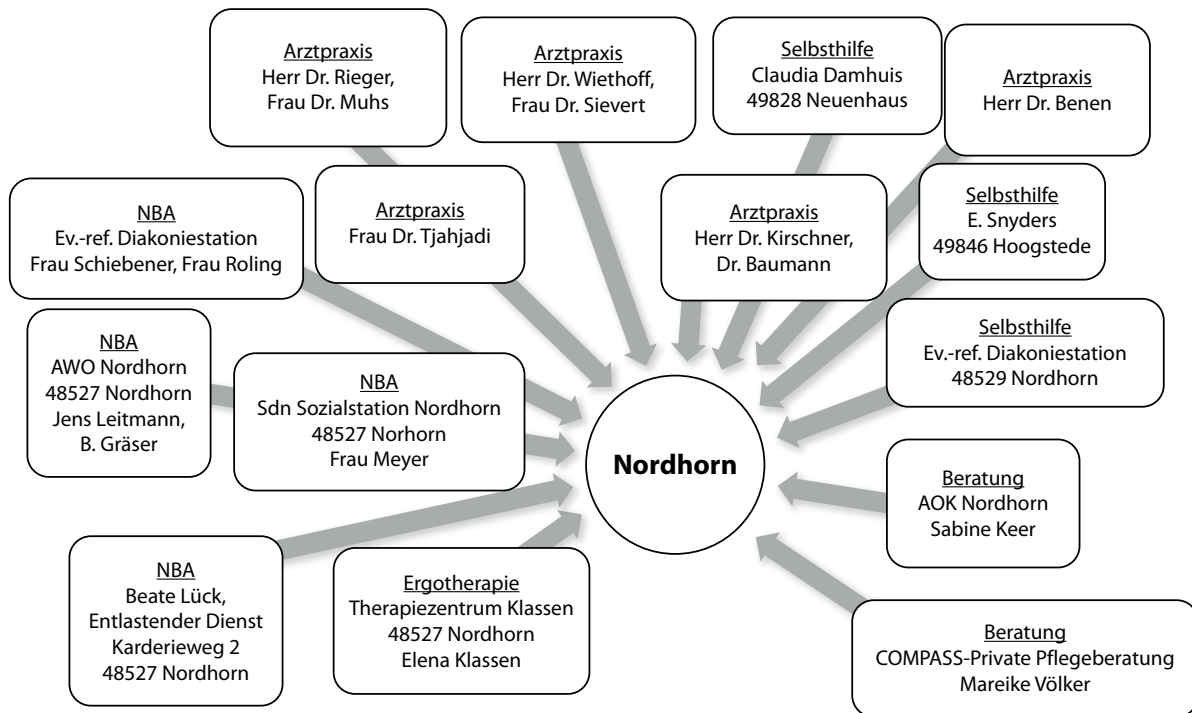 Arztpraxis
Herr Dr. Rieger,
Frau Dr. Muhs
Arztpraxis
Herr Dr. Wiethoff,
Frau Dr. Sievert
Selbsthilfe
Claudia Damhuis
49828 Neuenhaus
Arztpraxis
Herr Dr. Benen
NBA
Ev.-ref. Diakoniestation
Frau Schiebener, Frau Roling
Arztpraxis
Frau Dr. Tjahjadi
Arztpraxis
Herr Dr. Kirschner,
Dr. Baumann
Selbsthilfe
E. Snyders
49846 Hoogstede
NBA
AWO Nordhorn
48527 Nordhorn
Jens Leitmann,
B. Gräser
NBA
Sdn Sozialstation Nordhorn
48527 Norhorn
Frau Meyer
Nordhorn
Selbsthilfe
Ev.-ref. Diakoniestation
48529 Nordhorn
Beratung
AOK Nordhorn
Sabine Keer
NBA
Beate Lück,
Entlastender Dienst
Karderieweg 2
48527 Nordhorn
Ergotherapie
Therapiezentrum Klassen
48527 Nordhorn
Elena Klassen
Beratung
COMPASS-Private Pflegeberatung
Mareike Völker